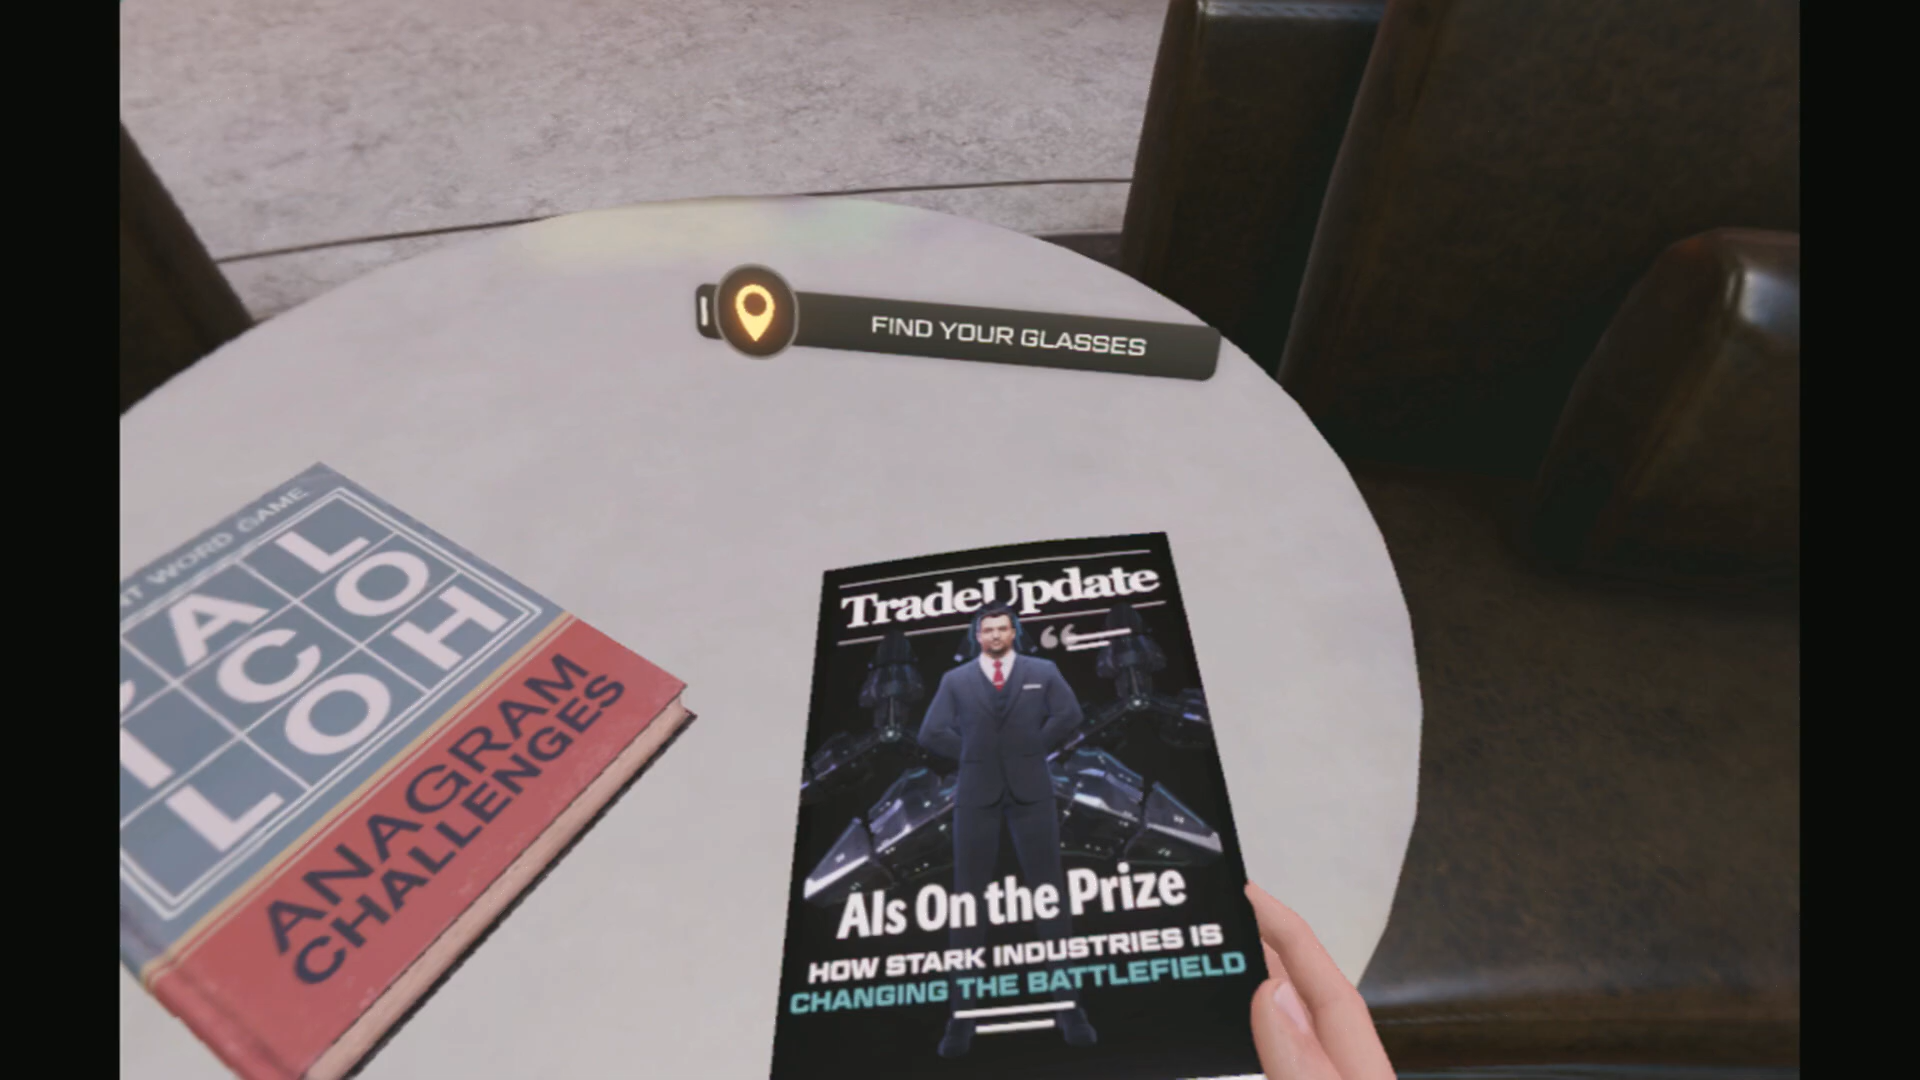 FIND YOUR GLASSES
WORD GAME
A L
C O
I O H
L
ANAGRAM
CHALLENGES
TradeUpdate
AIs On the Prize
HOW STARK INDUSTRIES IS
CHANGING THE BATTLEFIELD